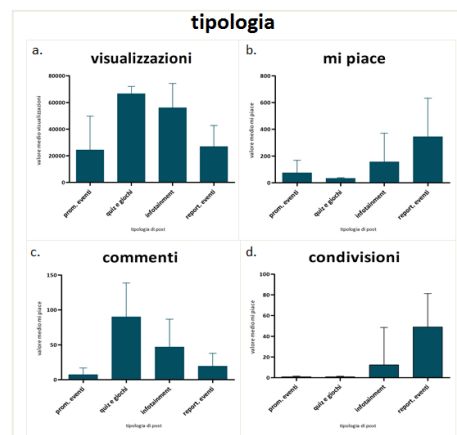 tipologia
a.
visualizzazioni
valore medio visualizzazioni
80000
60000
40000
20000
0
prom. eventi
quiz e giochi
infotainment
report. eventi
tipologia di post
b.
mi piace
valore medio mi piace
800
600
400
200
0
prom. eventi
quiz e giochi
infotainment
report. eventi
tipologia di post
c.
commenti
valore medio mi piace
150
100
50
0
prom. eventi
quiz e giochi
infotainment
report. eventi
tipologia di post
d.
condivisioni
valore medio mi piace
100
80
60
40
20
0
prom. eventi
quiz e giochi
infotainment
report. eventi
tipologia di post